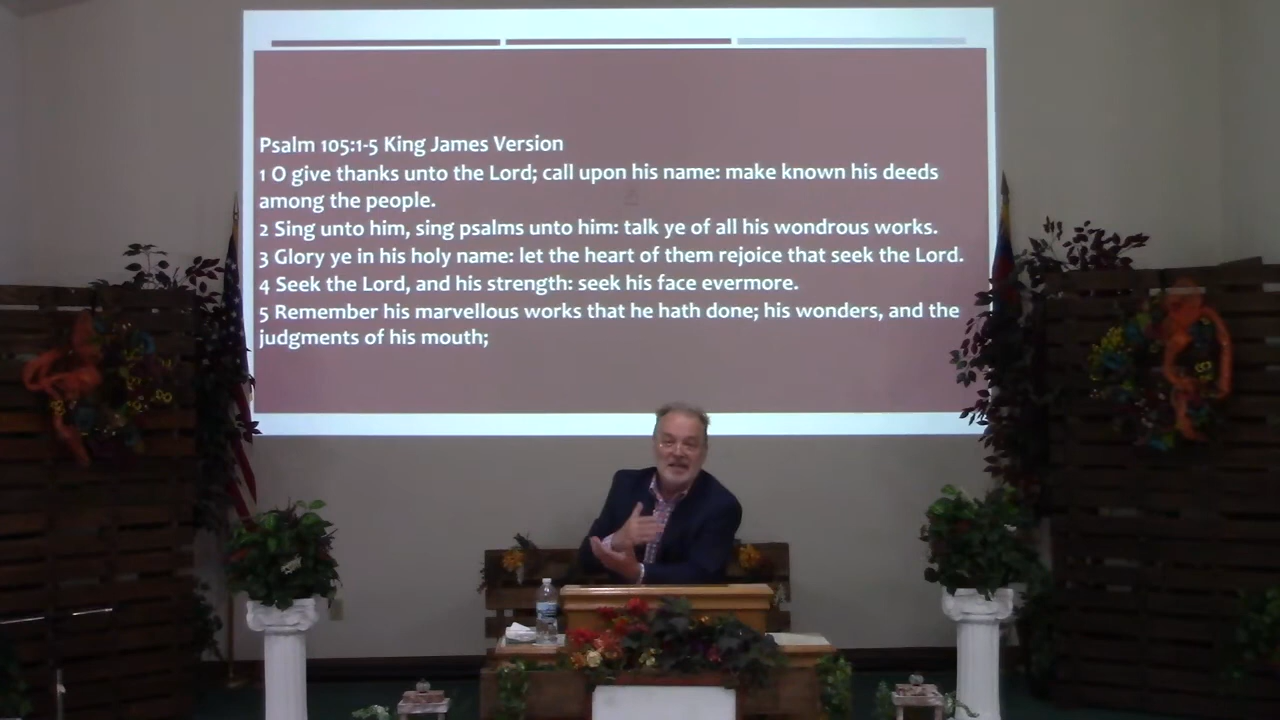 Psalm 105:1-5 King James Version
1 O give thanks unto the Lord; call upon his name: make known his deeds
among the people.
2 Sing unto him, sing psalms unto him: talk ye of all his wondrous works.
3 Glory ye in his holy name: let the heart of them rejoice that seek the Lord.
4 Seek the Lord, and his strength: seek his face evermore.
5 Remember his marvellous works that he hath done; his wonders, and the
judgments of his mouth;